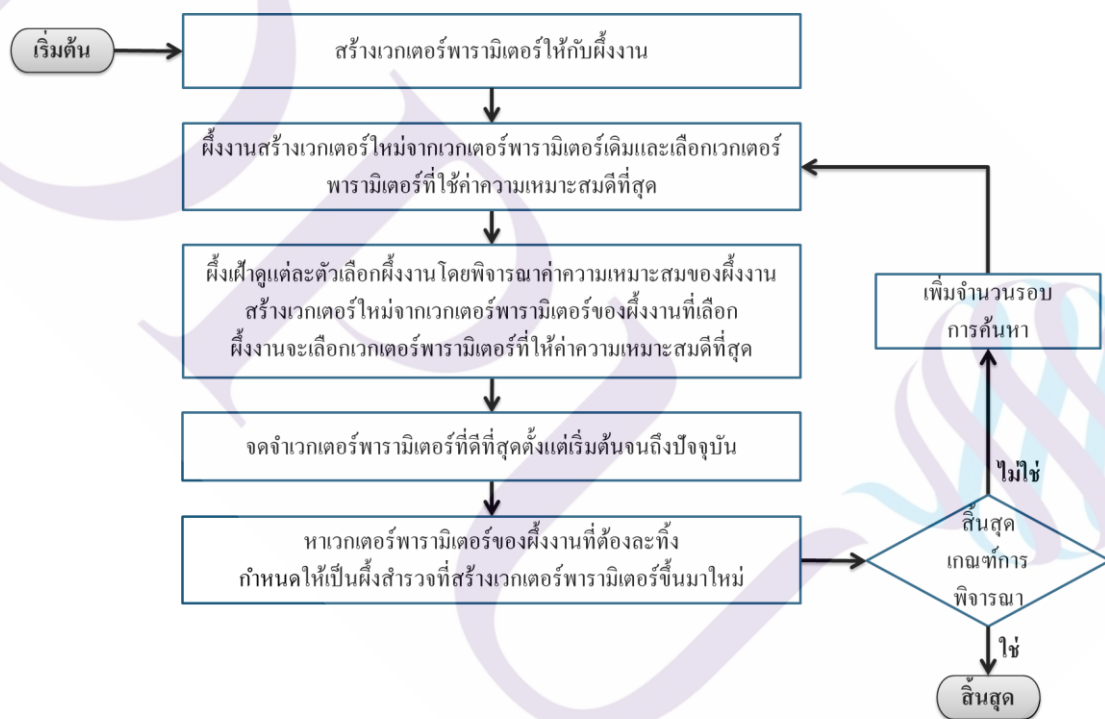 เริ่มต้น
สร้างเวกเตอร์พารามิเตอร์ให้กับผึ้งงาน
ผึ้งงานสร้างเวกเตอร์ใหม่จากเวกเตอร์พารามิเตอร์เดิมและเลือกเวกเตอร์
พารามิเตอร์ที่ใช้ค่าความเหมาะสมดีที่สุด
ผึ้งเฝ้าดูแต่ละตัวเลือกผึ้งงานโดยพิจารณาค่าความเหมาะสมของผึ้งงาน
สร้างเวกเตอร์ใหม่จากเวกเตอร์พารามิเตอร์ของผึ้งงานที่เลือก
ผึ้งงานจะเลือกเวกเตอร์พารามิเตอร์ที่ให้ค่าความเหมาะสมดีที่สุด
จดจำเวกเตอร์พารามิเตอร์ที่ดีที่สุดตั้งแต่เริ่มต้นจนถึงปัจจุบัน
หาเวกเตอร์พารามิเตอร์ของผึ้งงานที่ต้องละทิ้ง
กำหนดให้เป็นผึ้งสำรวจที่สร้างเวกเตอร์พารามิเตอร์ขึ้นมาใหม่
เพิ่มจำนวนรอบ
การค้นหา
ไม่ใช่
สิ้นสุด
เกณฑ์การ
พิจารณา
ใช่
สิ้นสุด